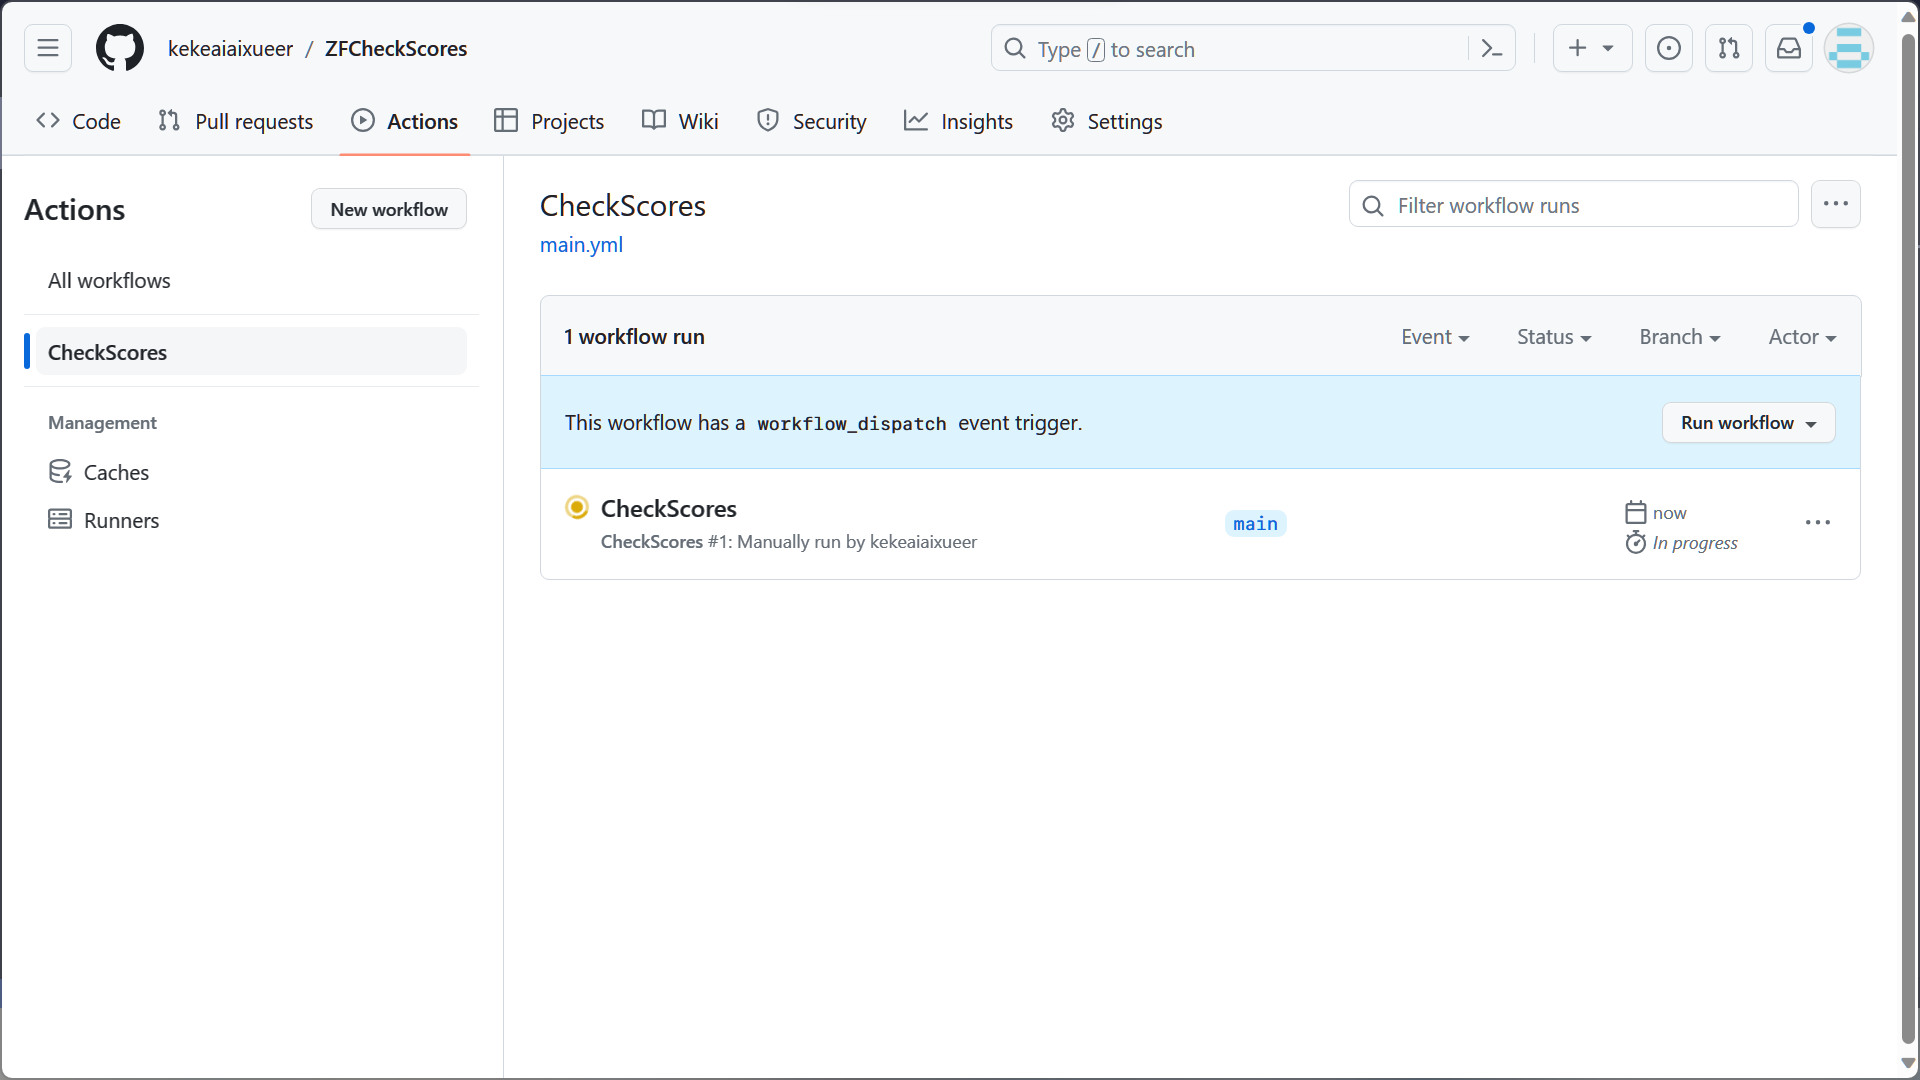 kekeaiaixueer / ZFCheckScores
Type / to search
Code
Pull requests
Actions
Projects
Wiki
Security
Insights
Settings
Actions
New workflow
All workflows
CheckScores
Management
Caches
Runners
CheckScores
main.yml
Filter workflow runs
1 workflow run
Event
Status
Branch
Actor
This workflow has a workflow_dispatch event trigger.
Run workflow
CheckScores
CheckScores #1: Manually run by kekeaiaixueer
main
now
In progress